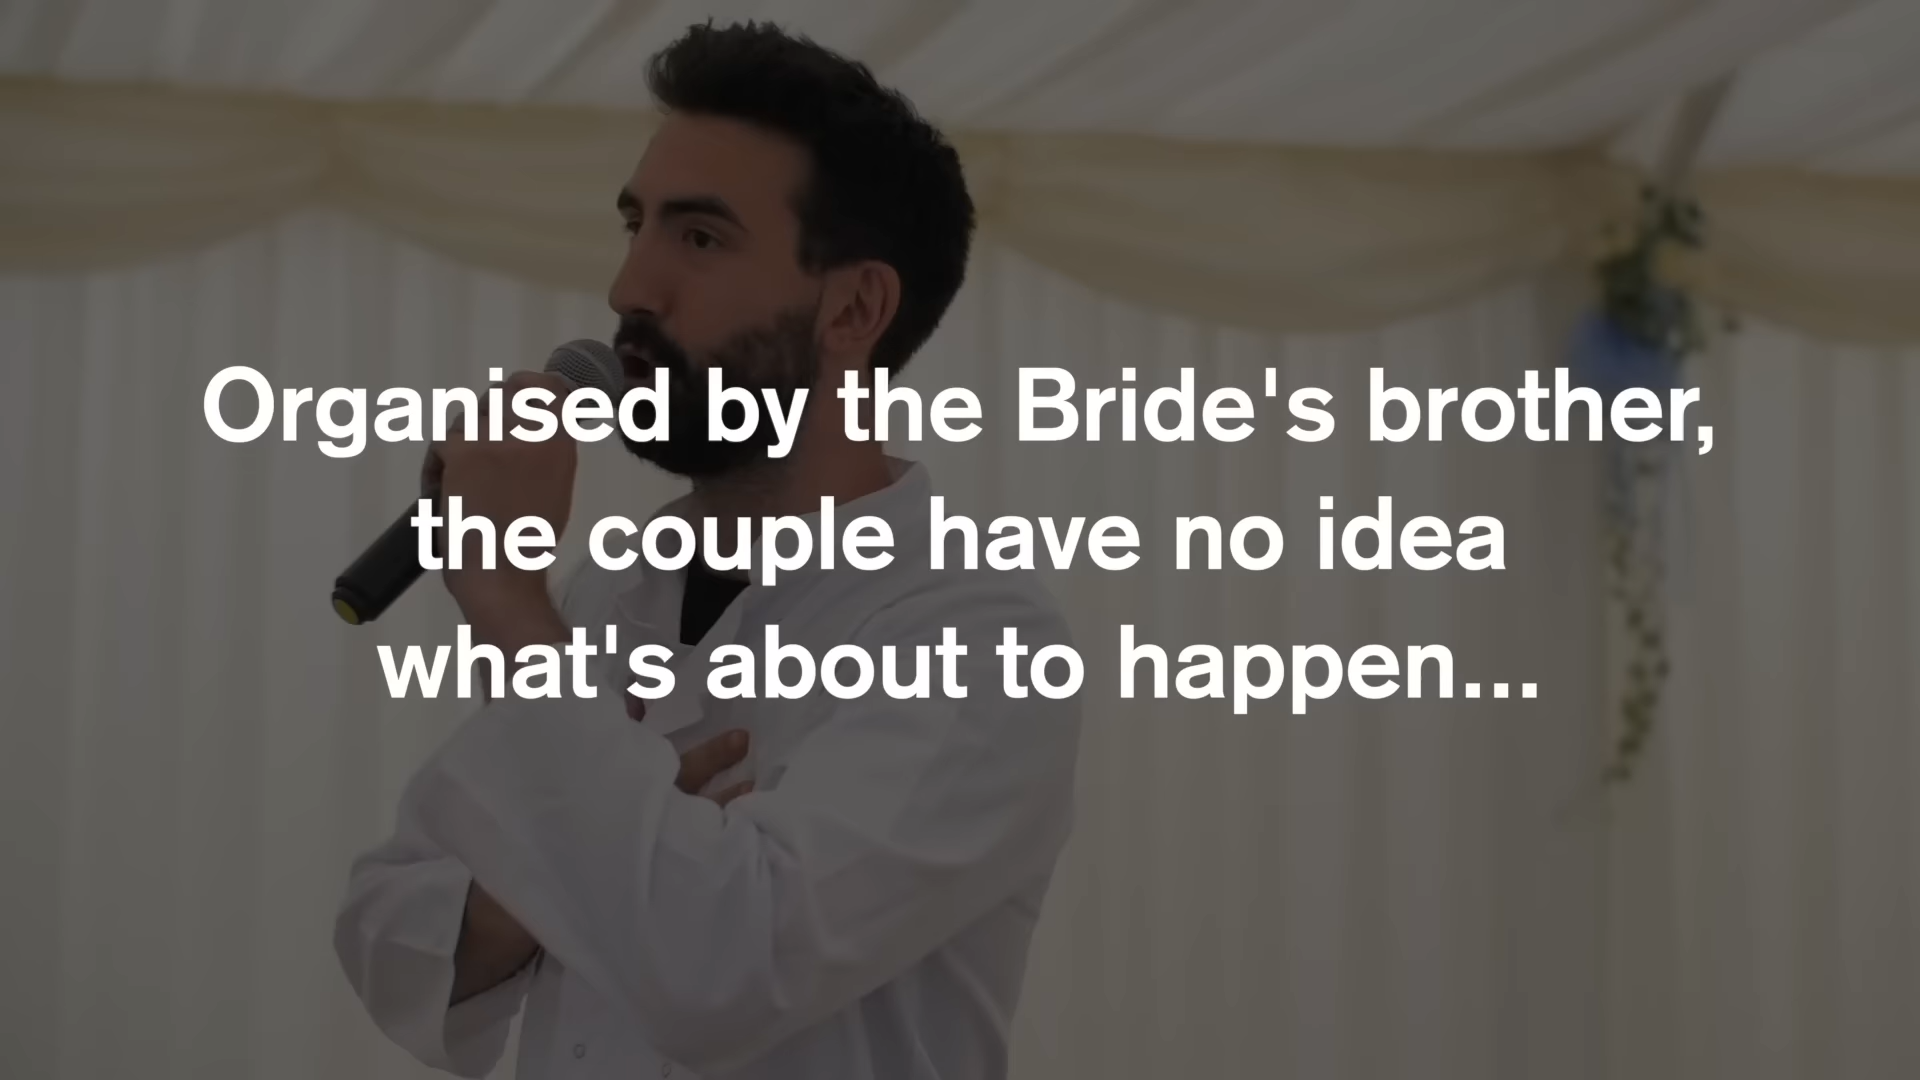 Organised by the Bride's brother,
the couple have no idea
what's about to happen...